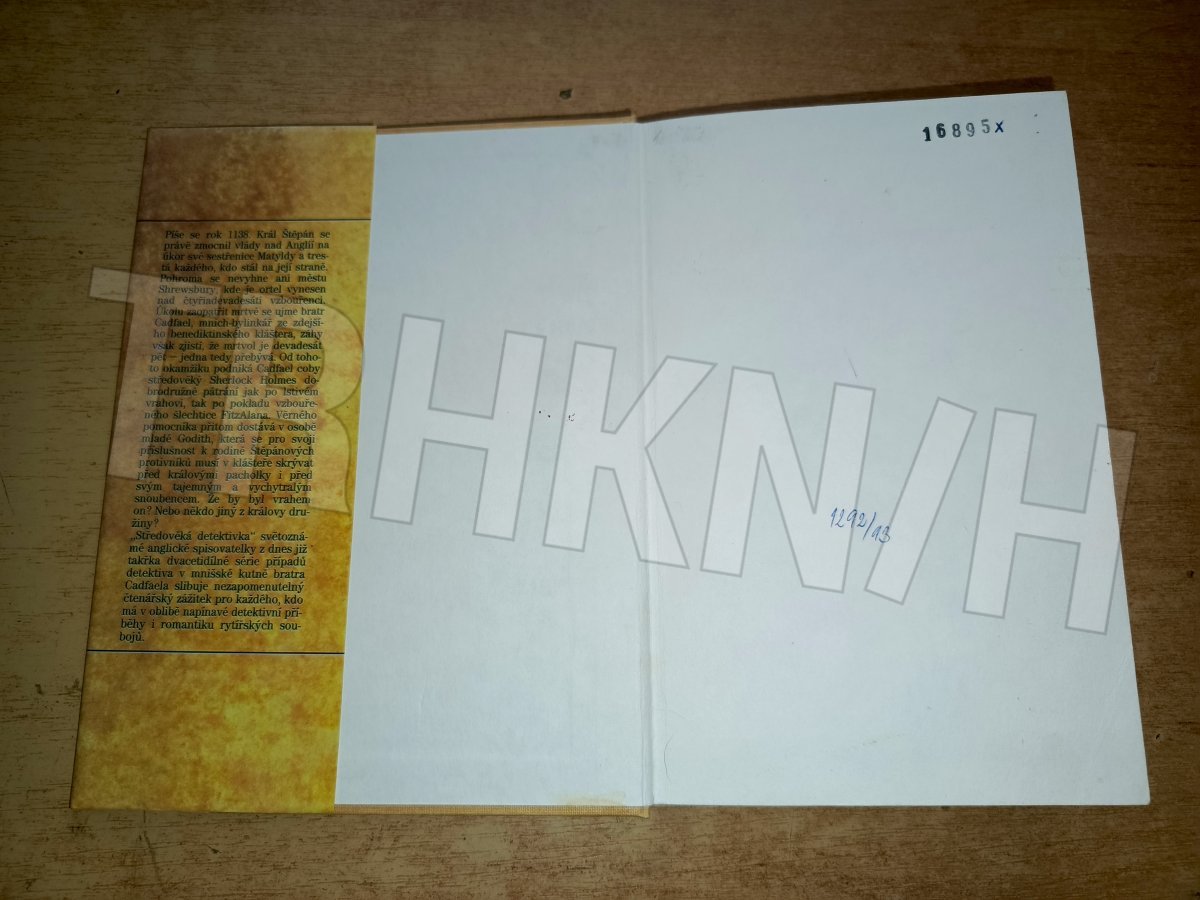 Píše se rok 1138. Král Štěpán se
právě zmocnil vlády nad Anglií na
úkor své sestřenice Matyldy a tres-
tá každého, kdo stál na její straně.
Pohroma se nevyhne ani městu
Shrewsbury, kde je ortel vynesen
nad čtyřiadevadesáti vzbouřenci.
Úkolu zaopatřit mrtvé se ujme bratr
Cadfael, mnich-bylinkář ze zdejší-
ho benediktinského kláštera, záhy
však zjistí, že mrtvol je devadesát
pět – jedna tedy přebývá. Od toho-
to okamžiku podniká Cadfael coby
středověký Sherlock Holmes do-
brodružné pátrání jak po lstivém
vrahovi, tak po pokladu vzbouře-
ného šlechtice FitzAlana. Věrného
pomocníka přitom dostává v osobě
mladé Godith, která se pro svoji
příslušnost k rodině Štěpánových
protivníků musí v klášteře skrývat
před královými pacholky i před
svým tajemným a vychytralým
snoubencem. Že by byl vrahem
on? Nebo někdo jiný z královy dru-
žiny?
„Středověká detektivka“ světozná-
mé anglické spisovatelky z dnes již
takřka dvacetidílné série případů
detektiva v mnišské kutně bratra
Cadfaela slibuje nezapomenutelný
čtenářský zážitek pro každého, kdo
má v oblibě napínavé detektivní pří-
běhy i romantiku rytířských sou-
bojů.
16895x
1292/93
HKNIH